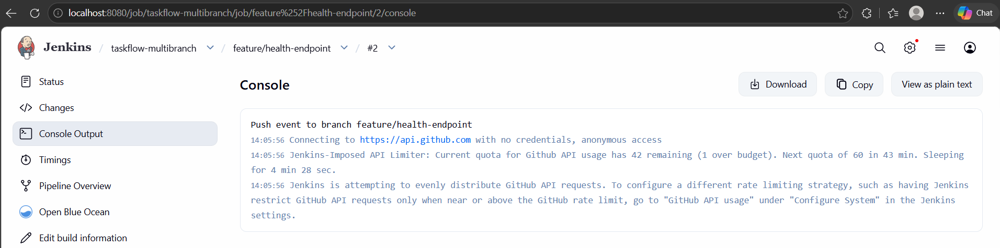 localhost:8080/job/taskflow-multibranch/job/feature%252Fhealth-endpoint/2/console
Chat
Jenkins / taskflow-multibranch / feature/health-endpoint / #2
Status
Changes
Console Output
Timings
Pipeline Overview
Open Blue Ocean
Edit build information
Console
Download
Copy
View as plain text
Push event to branch feature/health-endpoint
14:05:56 Connecting to https://api.github.com with no credentials, anonymous access
14:05:56 Jenkins-Imposed API Limiter: Current quota for Github API usage has 42 remaining (1 over budget). Next quota of 60 in 43 min. Sleeping
for 4 min 28 sec.
14:05:56 Jenkins is attempting to evenly distribute GitHub API requests. To configure a different rate limiting strategy, such as having Jenkins
restrict GitHub API requests only when near or above the GitHub rate limit, go to "GitHub API usage" under "Configure System" in the Jenkins
settings.